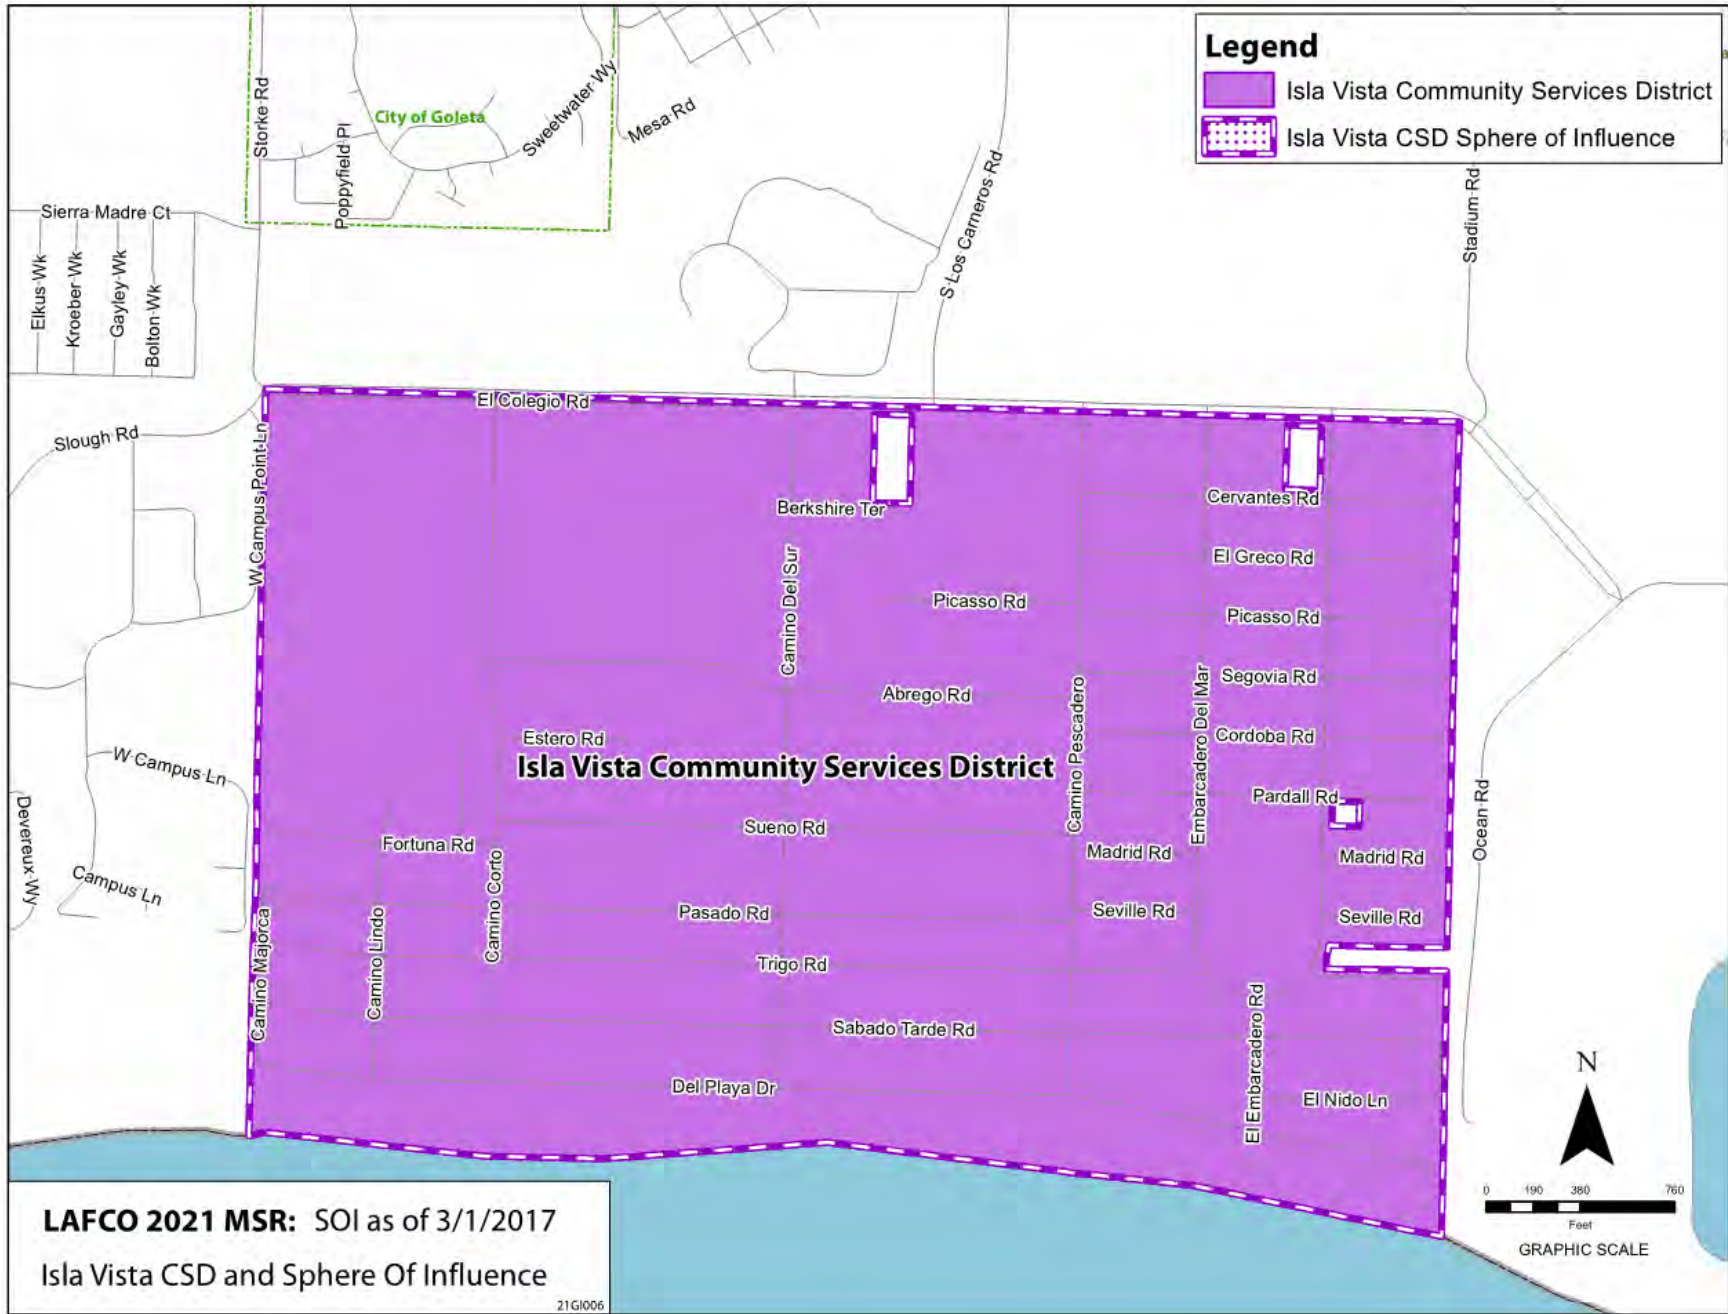 Legend
Isla Vista Community Services District
Isla Vista CSD Sphere of Influence
Storke Rd
City of Goleta
Sweetwater Wy
Mesa Rd
Poppyfield Pl
Sierra Madre Ct
Elkus Wk
Kroeber Wk
Gayley Wk
Bolton Wk
S Los Carneros Rd
Stadium Rd
El Colegio Rd
Slough Rd
W Campus Point Ln
Berkshire Ter
Cervantes Rd
El Greco Rd
Camino Del Sur
Picasso Rd
Picasso Rd
Segovia Rd
Abrego Rd
Camino Pescadero
Embarcadero Del Mar
Cordoba Rd
Estero Rd
Isla Vista Community Services District
W Campus Ln
Pardall Rd
Devereux Wy
Ocean Rd
Sueno Rd
Fortuna Rd
Madrid Rd
Madrid Rd
Campus Ln
Camino Corto
Pasado Rd
Seville Rd
Seville Rd
Camino Majorca
Camino Lindo
Trigo Rd
Sabado Tarde Rd
El Embarcadero Rd
Del Playa Dr
El Nido Ln
N
0 190 380 760
Feet
GRAPHIC SCALE
LAFCO 2021 MSR: SOI as of 3/1/2017
Isla Vista CSD and Sphere Of Influence
21GI006